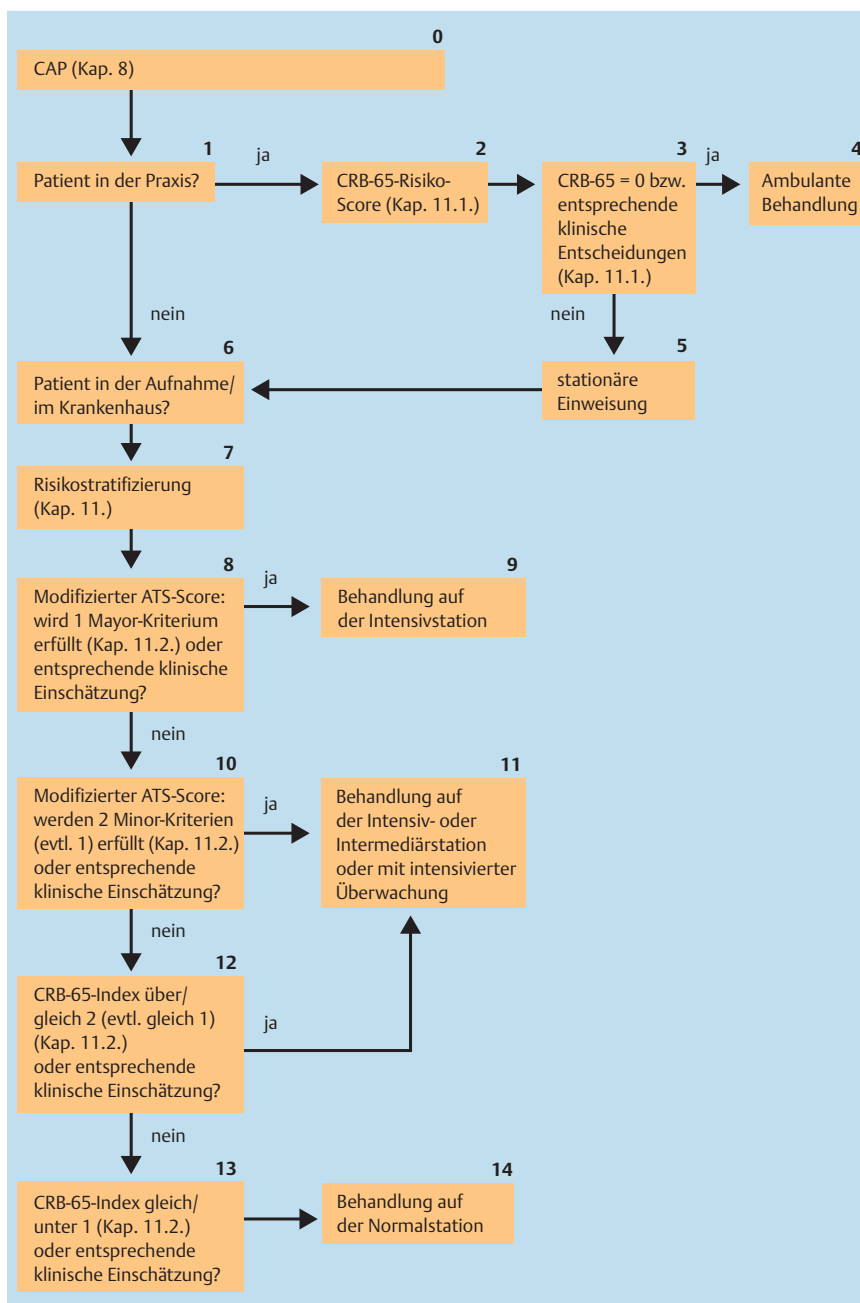 0
CAP (Kap. 8)
1
Patient in der Praxis?
ja
2
CRB-65-Risiko-
Score (Kap. 11.1.)
3
CRB-65 = 0 bzw.
entsprechende
klinische
Entscheidungen
(Kap. 11.1.)
ja
4
Ambulante
Behandlung
nein
nein
5
stationäre
Einweisung
6
Patient in der Aufnahme/
im Krankenhaus?
7
Risikostratifizierung
(Kap. 11.)
8
Modifizierter ATS-Score:
wird 1 Mayor-Kriterium
erfüllt (Kap. 11.2.) oder
entsprechende klinische
Einschätzung?
ja
9
Behandlung auf
der Intensivstation
nein
10
Modifizierter ATS-Score:
werden 2 Minor-Kriterien
(evtl. 1) erfüllt (Kap. 11.2.)
oder entsprechende
klinische Einschätzung?
ja
11
Behandlung auf
der Intensiv- oder
Intermediärstation
oder mit intensivierter
Überwachung
nein
12
CRB-65-Index über/
gleich 2 (evtl. gleich 1)
(Kap. 11.2.)
oder entsprechende
klinische Einschätzung?
ja
nein
13
CRB-65-Index gleich/
unter 1 (Kap. 11.2.)
oder entsprechende
klinische Einschätzung?
14
Behandlung auf
der Normalstation